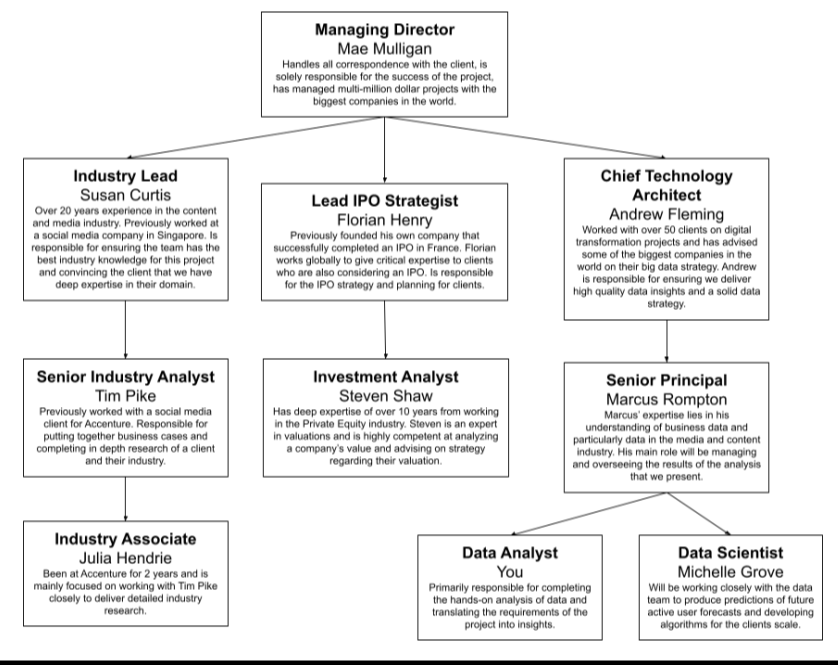 Managing Director
Mae Mulligan
Handles all correspondence with the client, is
solely responsible for the success of the project,
has managed multi-million dollar projects with the
biggest companies in the world.
Industry Lead
Susan Curtis
Over 20 years experience in the content
and media industry. Previously worked at
a social media company in Singapore. Is
responsible for ensuring the team has the
best industry knowledge for this project
and convincing the client that we have
deep expertise in their domain.
Lead IPO Strategist
Florian Henry
Previously founded his own company that
successfully completed an IPO in France. Florian
works globally to give critical expertise to clients
who are also considering an IPO. Is responsible
for the IPO strategy and planning for clients.
Chief Technology
Architect
Andrew Fleming
Worked with over 50 clients on digital
transformation projects and has advised
some of the biggest companies in the
world on their big data strategy. Andrew
is responsible for ensuring we deliver
high quality data insights and a solid data
strategy.
Senior Industry Analyst
Tim Pike
Previously worked with a social media
client for Accenture. Responsible for
putting together business cases and
completing in depth research of a client
and their industry.
Investment Analyst
Steven Shaw
Has deep expertise of over 10 years from working
in the Private Equity industry. Steven is an expert
in valuations and is highly competent at analyzing
a company's value and advising on strategy
regarding their valuation.
Senior Principal
Marcus Rompton
Marcus' expertise lies in his
understanding of business data and
particularly data in the media and content
industry. His main role will be managing
and overseeing the results of the analysis
that we present.
Industry Associate
Julia Hendrie
Been at Accenture for 2 years and is
mainly focused on working with Tim Pike
closely to deliver detailed industry
research.
Data Analyst
You
Primarily responsible for completing
the hands-on analysis of data and
translating the requirements of the
project into insights.
Data Scientist
Michelle Grove
Will be working closely with the data
team to produce predictions of future
active user forecasts and developing
algorithms for the clients scale.